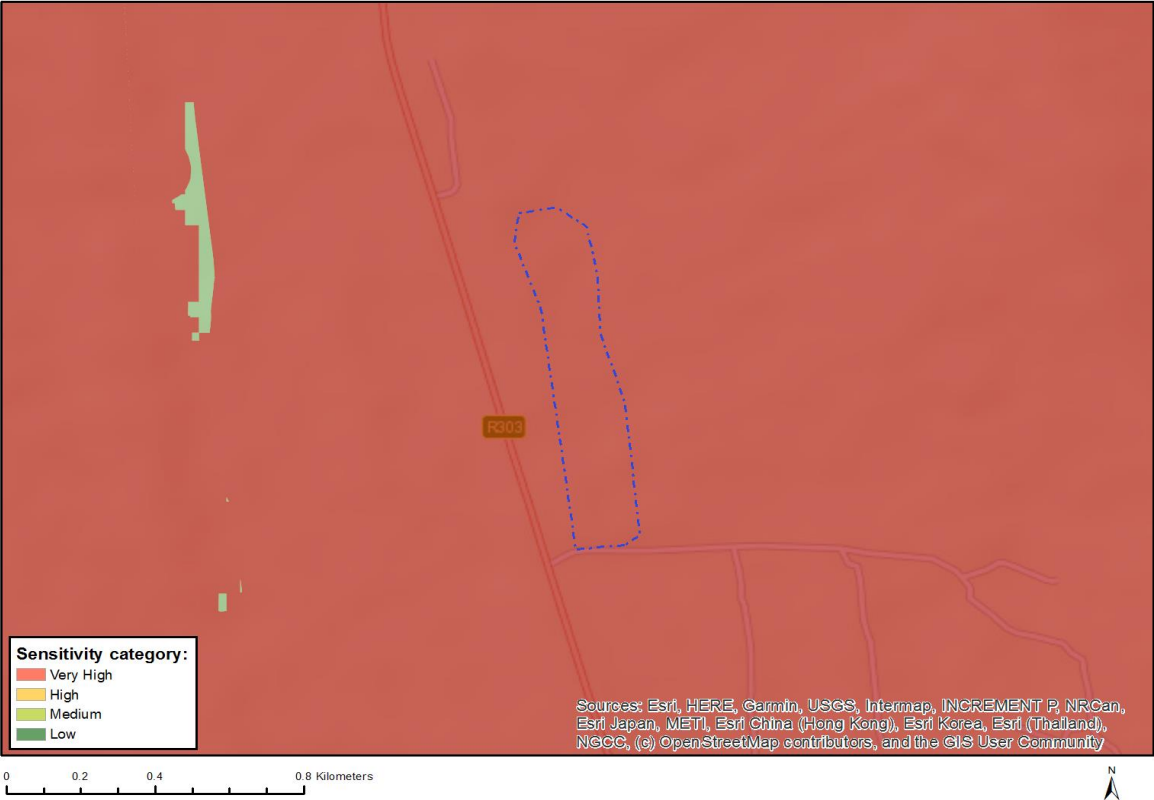 R303
Sensitivity category:
Very High
High
Medium
Low
Sources: Esri, HERE, Garmin, USGS, Intermap, INCREMENT P, NRCan,
Esri Japan, METI, Esri China (Hong Kong), Esri Korea, Esri (Thailand),
NGCC, (c) OpenStreetMap contributors, and the GIS User Community
0 0.2 0.4 0.8 Kilometers
N